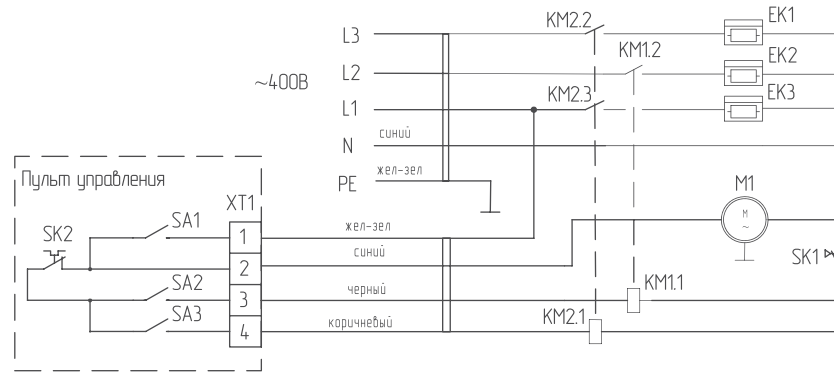 KM2.2
EK1
L3
KM1.2
L2
EK2
~400В
KM2.3
EK3
L1
синий
N
жел-зел
PE
Пульт управления
M1
XT1
M
~
SA1
жел-зел
SK2
1
синий
SK1
2
SA2
черный
KM1.1
3
SA3
коричневый
KM2.1
4